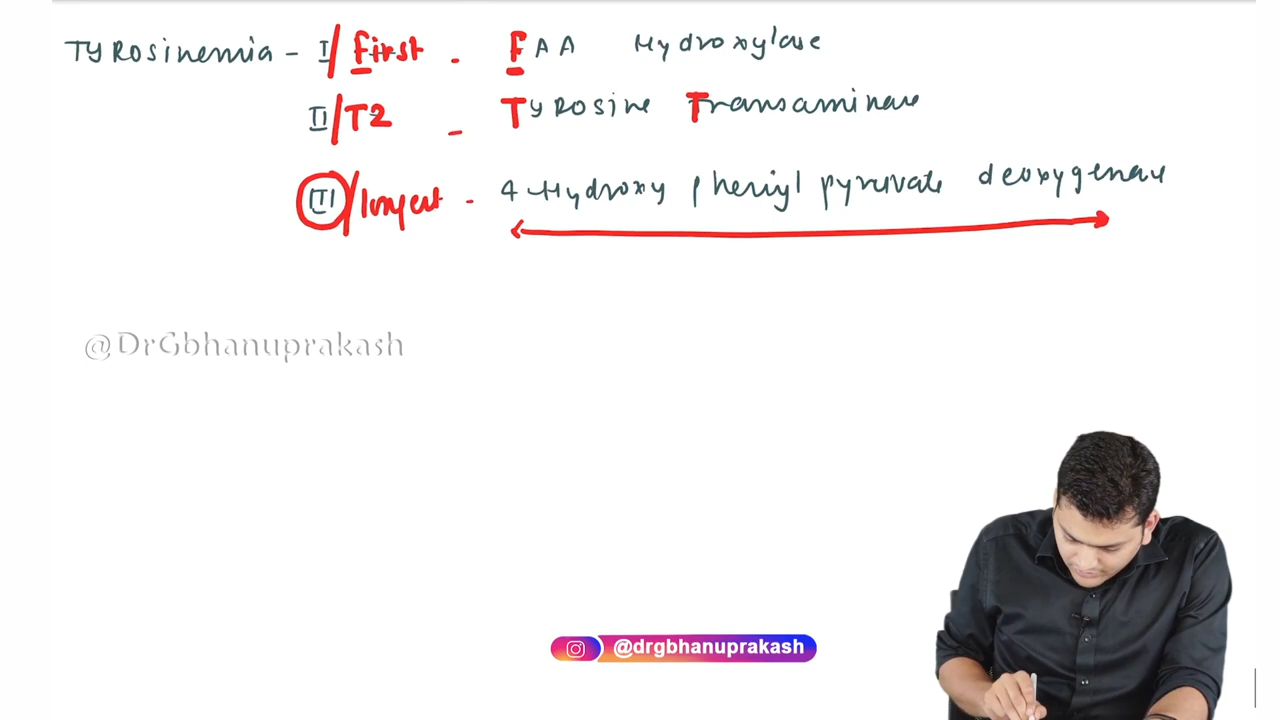 TYROSinemia - I / First - FAA Hydroxylase
II / T2 - TYROSine Transaminase
III / longest - 4 Hydroxy phenyl pyruvate deoxygenase
@DrGbhanuprakash
@drgbhanuprakash